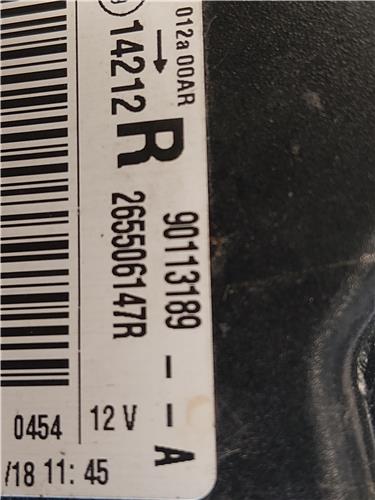 012a 00AR
14212 →
R
90113189 - - A
265506147R
0454
12 V
/18 11:45